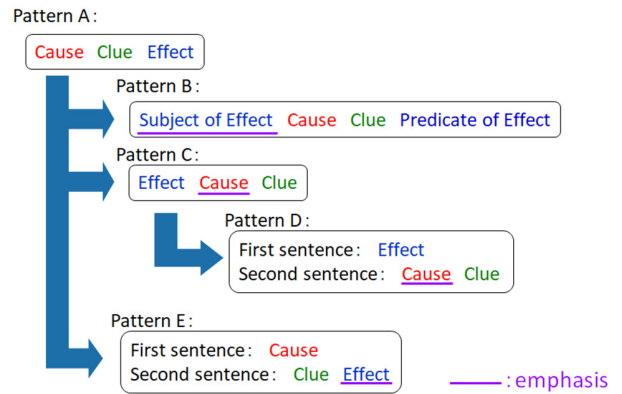 Pattern A:
Cause Clue Effect
Pattern B:
Subject of Effect Cause Clue Predicate of Effect
Pattern C:
Effect Cause Clue
Pattern D:
First sentence: Effect
Second sentence: Cause Clue
Pattern E:
First sentence: Cause
Second sentence: Clue Effect
: emphasis